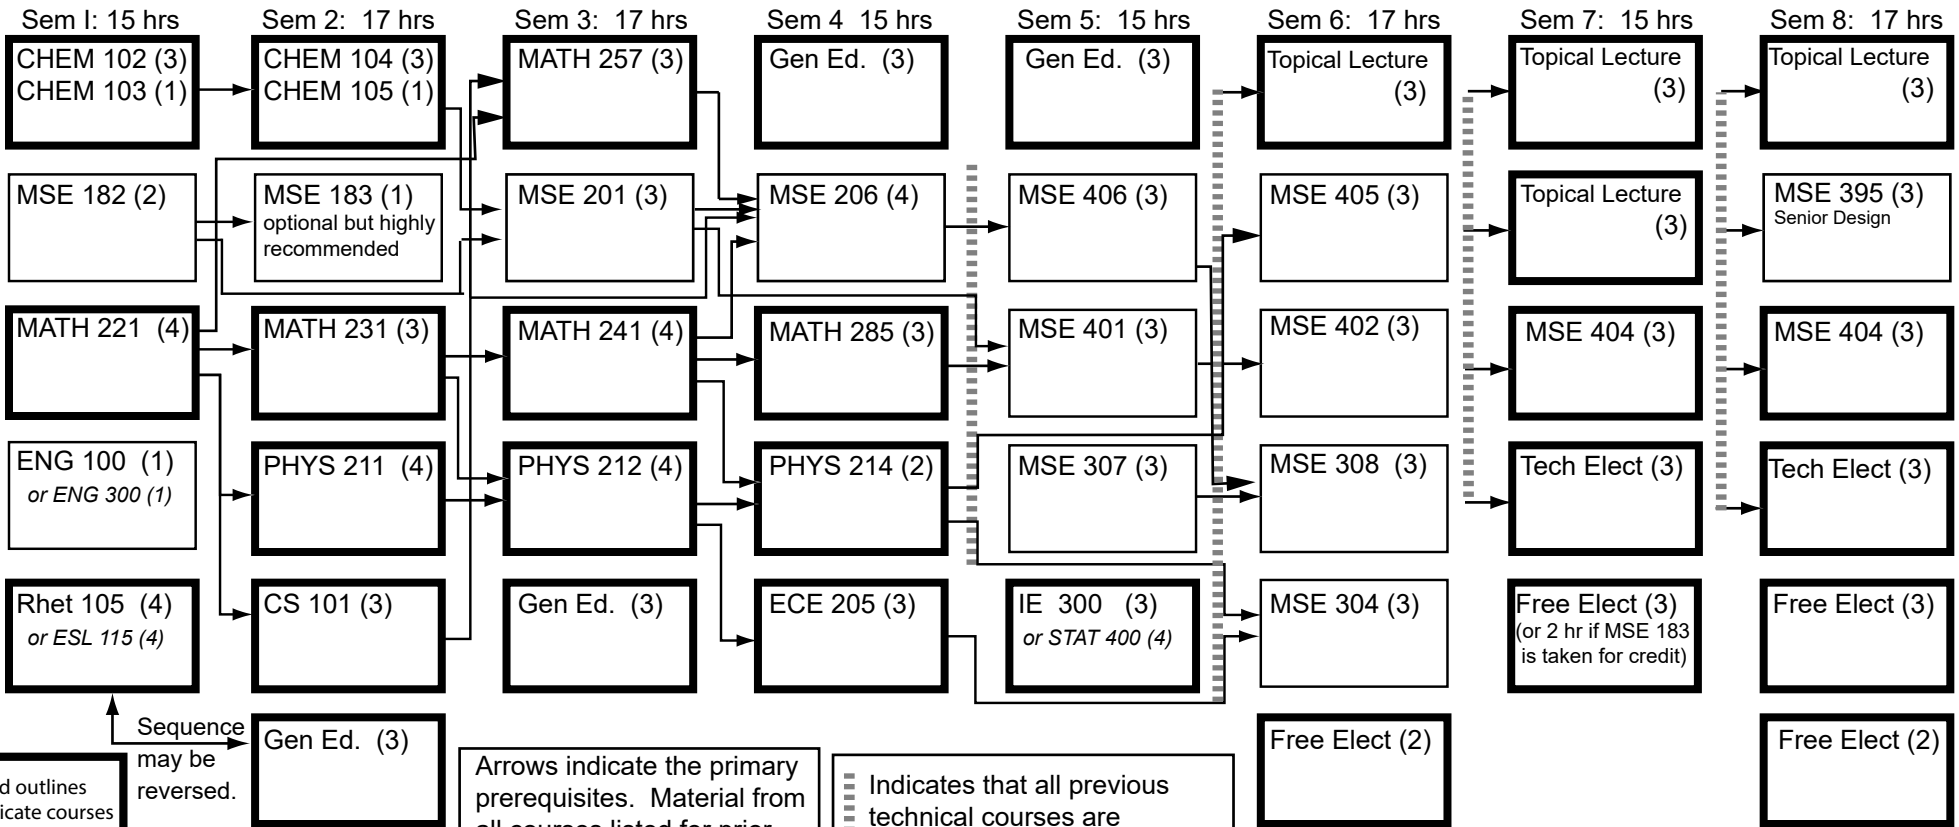 Sem I: 15 hrs
CHEM 102 (3)
CHEM 103 (1)
MSE 182 (2)
MATH 221 (4)
ENG 100 (1)
or ENG 300 (1)
Rhet 105 (4)
or ESL 115 (4)
Sequence
may be
reversed.
d outlines
icate courses
Sem 2: 17 hrs
CHEM 104 (3)
CHEM 105 (1)
MSE 183 (1)
optional but highly
recommended
MATH 231 (3)
PHYS 211 (4)
CS 101 (3)
Gen Ed. (3)
Sem 3: 17 hrs
MATH 257 (3)
MSE 201 (3)
MATH 241 (4)
PHYS 212 (4)
Gen Ed. (3)
Arrows indicate the primary
prerequisites. Material from
all courses listed for prior
Sem 4 15 hrs
Gen Ed. (3)
MSE 206 (4)
MATH 285 (3)
PHYS 214 (2)
ECE 205 (3)
Indicates that all previous
technical courses are
Sem 5: 15 hrs
Gen Ed. (3)
MSE 406 (3)
MSE 401 (3)
MSE 307 (3)
IE 300 (3)
or STAT 400 (4)
Sem 6: 17 hrs
Topical Lecture
(3)
MSE 405 (3)
MSE 402 (3)
MSE 308 (3)
MSE 304 (3)
Free Elect (2)
Sem 7: 15 hrs
Topical Lecture
(3)
Topical Lecture
(3)
MSE 404 (3)
Tech Elect (3)
Free Elect (3)
(or 2 hr if MSE 183
is taken for credit)
Sem 8: 17 hrs
Topical Lecture
(3)
MSE 395 (3)
Senior Design
MSE 404 (3)
Tech Elect (3)
Free Elect (3)
Free Elect (2)